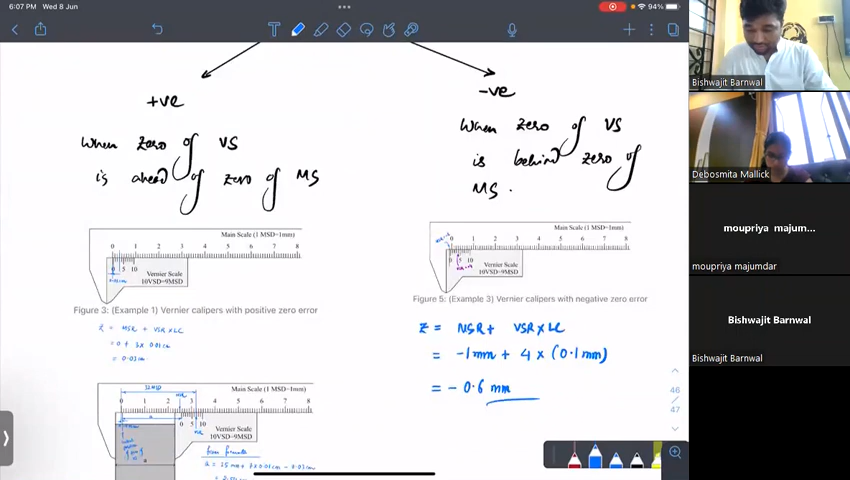 6:07 PM Wed 8 Jun
94%
+ve
-ve
When zero of VS
is ahead of zero of MS
When zero of VS
is behind zero of
MS.
Main Scale (1 MSD=1mm)
0 1 2 3 4 5 6 7 8
0 5 10
Vernier Scale
10VSD=9MSD
Figure 3: (Example 1) Vernier calipers with positive zero error
Z = MSR + VSR x LC
= 0 + 3 x 0.01 cm
= 0.03 cm
Main Scale (1 MSD=1mm)
0 1 2 3 4 5 6 7 8
0 5 10
Vernier Scale
10VSD=9MSD
Figure 5: (Example 3) Vernier calipers with negative zero error
Z = MSR + VSR x LC
= -1mm + 4 x (0.1mm)
= - 0.6 mm
Main Scale (1 MSD=1mm)
0 1 2 3 4 5 6 7 8
0 5 10
Vernier Scale
10VSD=9MSD
from formula
46
47
Bishwajit Barnwal
Debosmita Mallick
moupriya majum...
moupriya majumdar
Bishwajit Barnwal
Bishwajit Barnwal